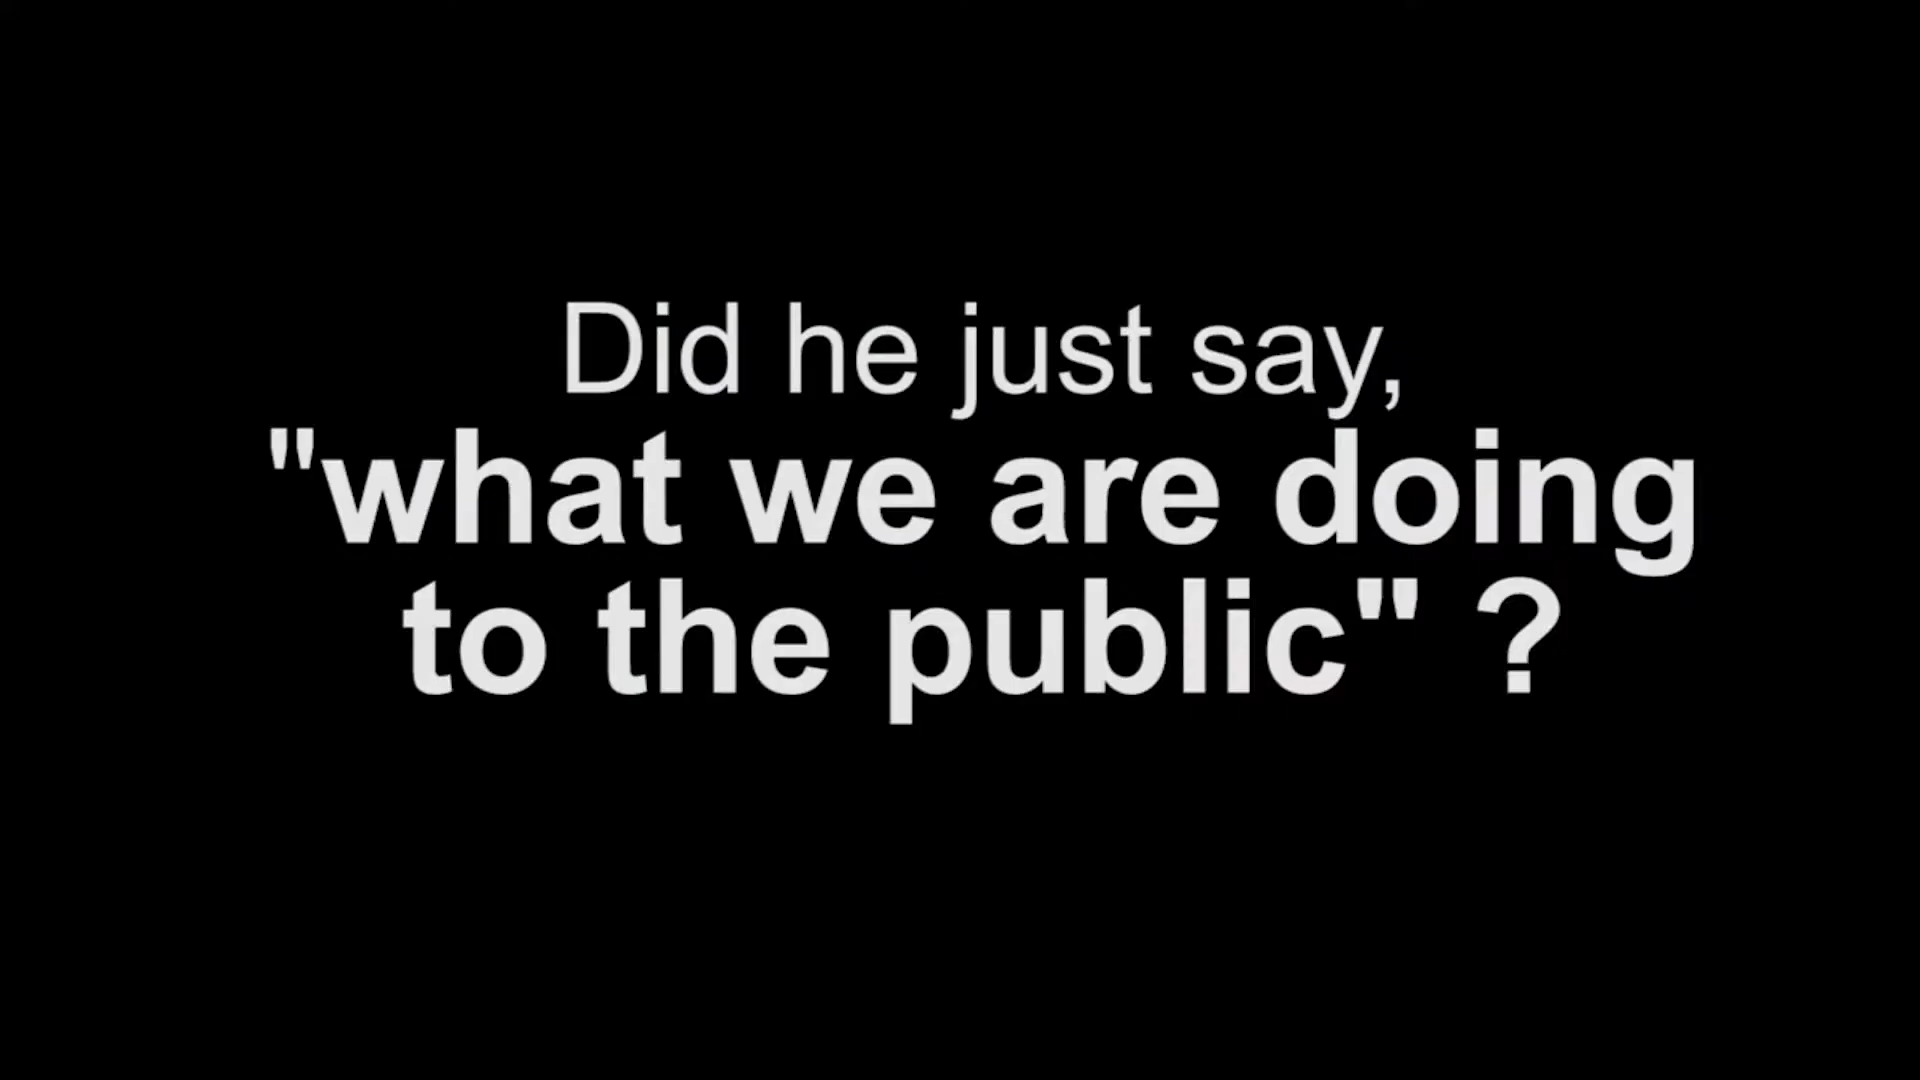 Did he just say,
"what we are doing
to the public" ?